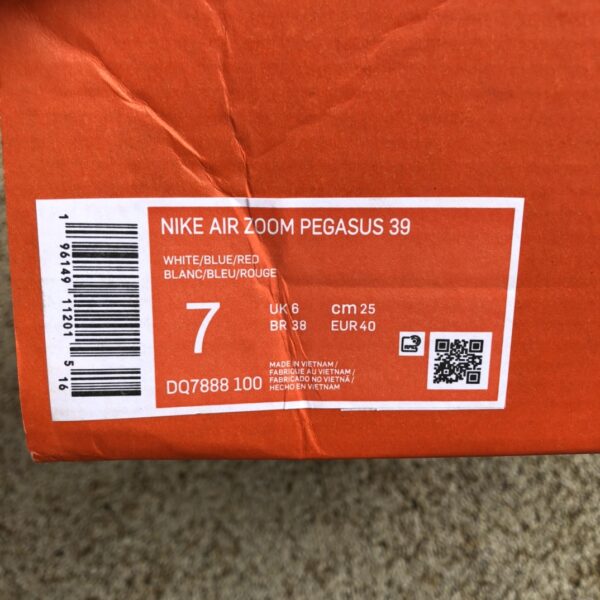 NIKE AIR ZOOM PEGASUS 39
WHITE/BLUE/RED
BLANC/BLEU/ROUGE
7
UK 6 cm 25
BR 38 EUR 40
DQ7888 100
MADE IN VIETNAM /
FABRIQUE AU VIETNAM /
FABRICADO NO VIETNÃ /
HECHO EN VIETNAM
1 96149 11201 5 16